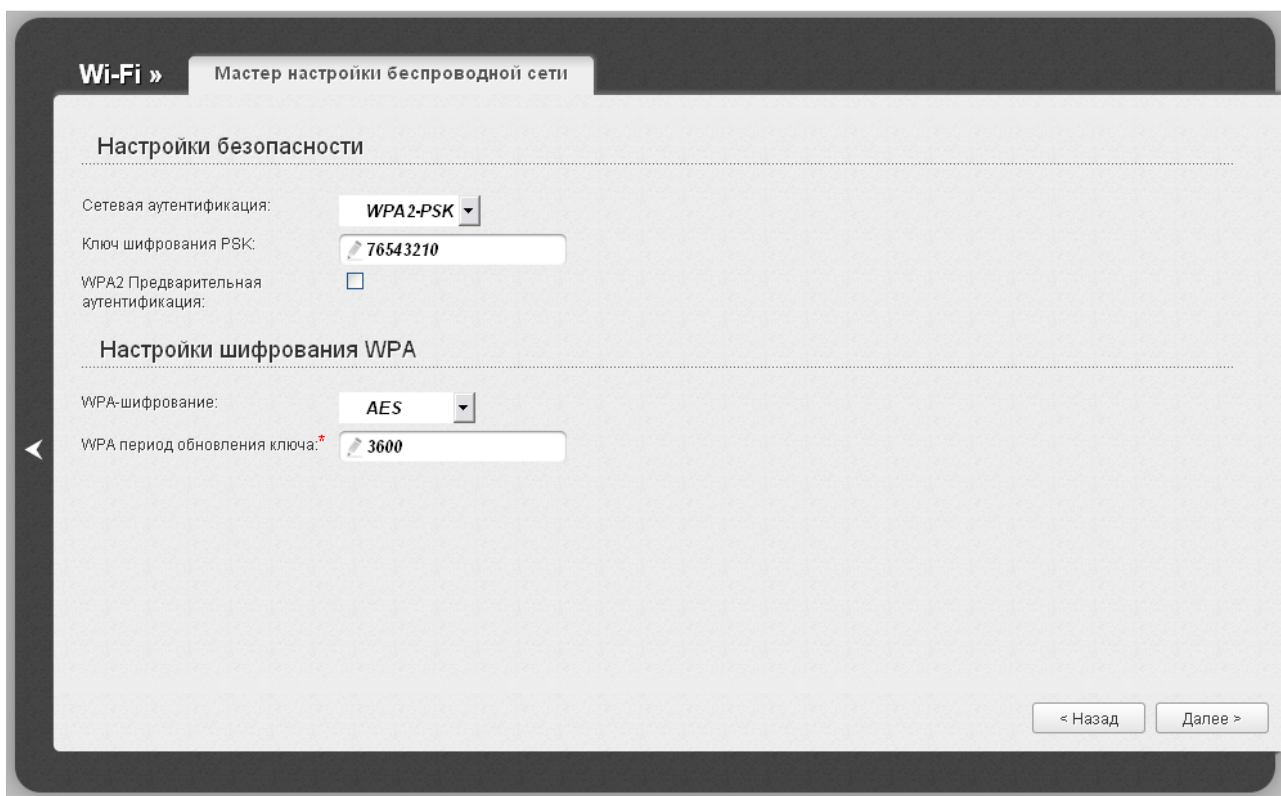 Wi-Fi » Мастер настройки беспроводной сети
Настройки безопасности
Сетевая аутентификация: WPA2-PSK
Ключ шифрования PSK: 76543210
WPA2 Предварительная
аутентификация:
Настройки шифрования WPA
WPA-шифрование: AES
WPA период обновления ключа:* 3600
< Назад Далее >